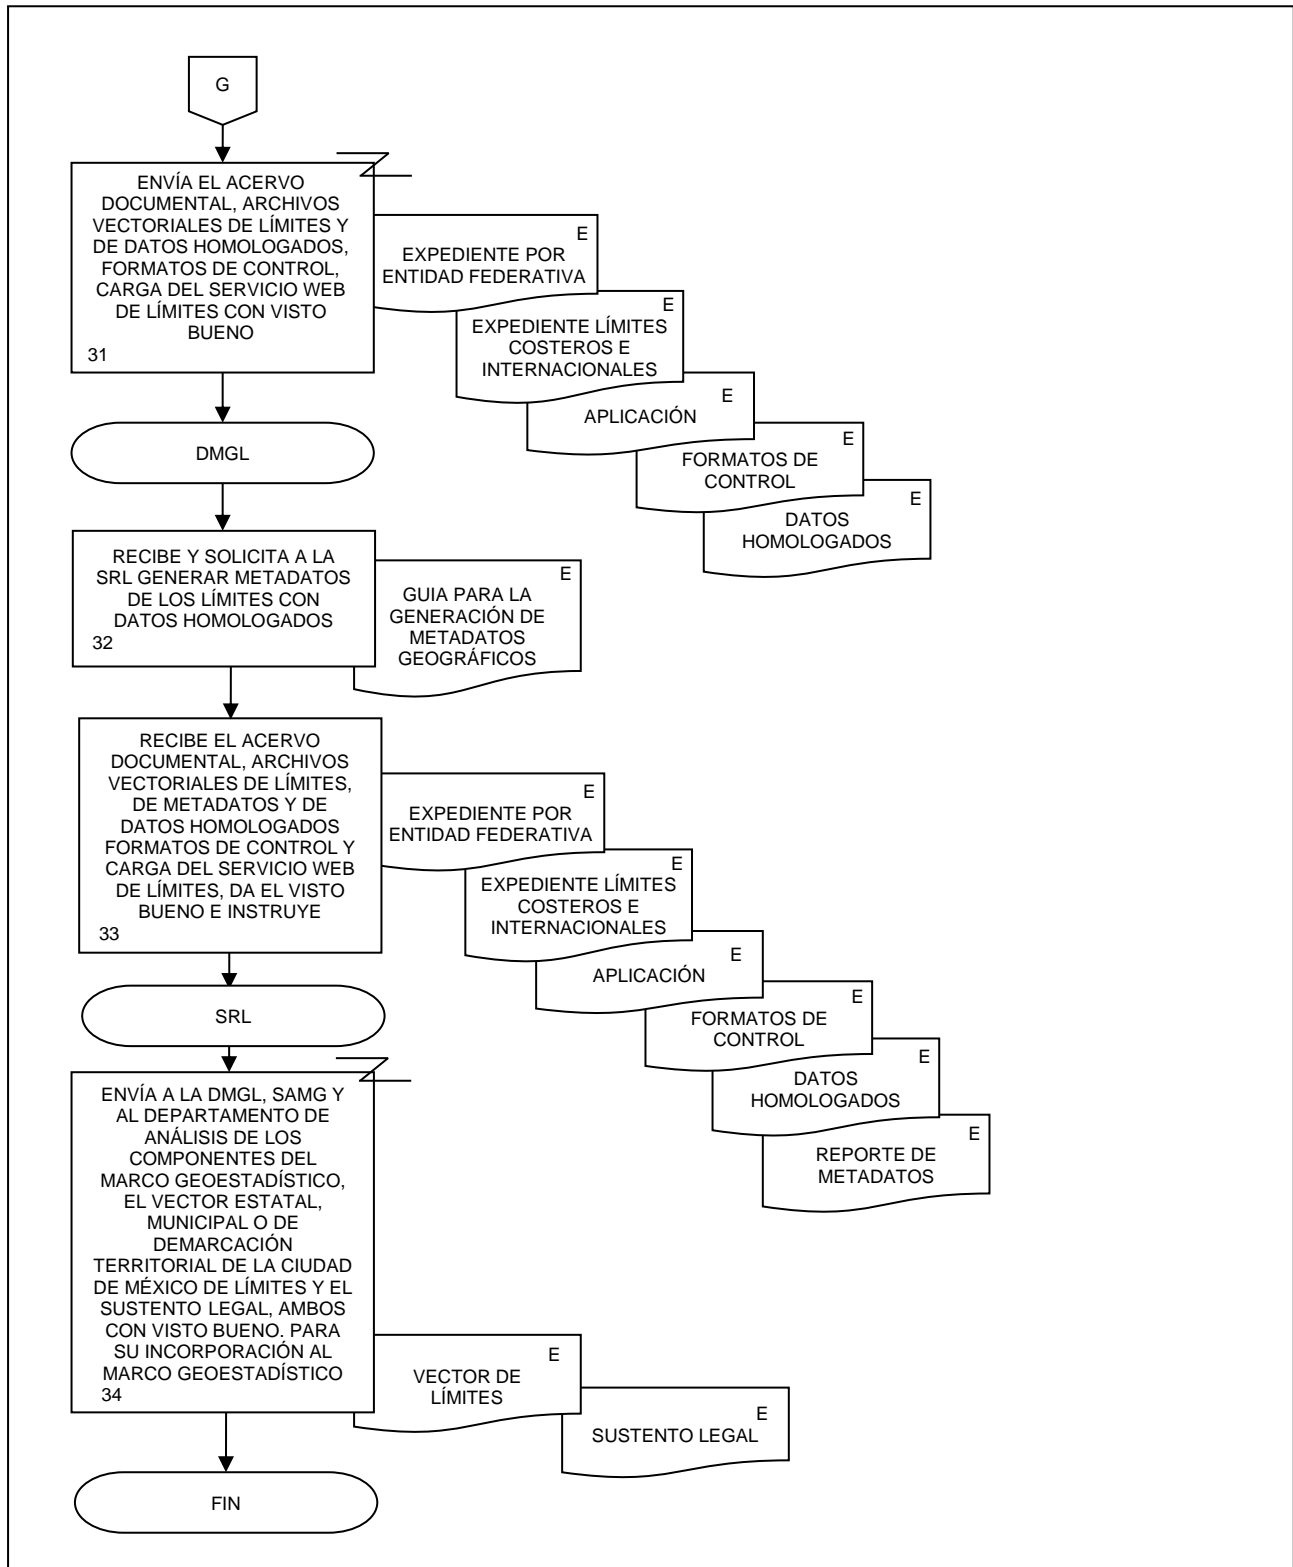 G
ENVÍA EL ACERVO
DOCUMENTAL, ARCHIVOS
VECTORIALES DE LÍMITES Y
DE DATOS HOMOLOGADOS,
FORMATOS DE CONTROL,
CARGA DEL SERVICIO WEB
DE LÍMITES CON VISTO
BUENO
31
E
EXPEDIENTE POR
ENTIDAD FEDERATIVA
E
EXPEDIENTE LÍMITES
COSTEROS E
INTERNACIONALES
E
APLICACIÓN
E
FORMATOS DE
CONTROL
E
DATOS
HOMOLOGADOS
DMGL
RECIBE Y SOLICITA A LA
SRL GENERAR METADATOS
DE LOS LÍMITES CON
DATOS HOMOLOGADOS
32
E
GUIA PARA LA
GENERACIÓN DE
METADATOS
GEOGRÁFICOS
RECIBE EL ACERVO
DOCUMENTAL, ARCHIVOS
VECTORIALES DE LÍMITES,
DE METADATOS Y DE
DATOS HOMOLOGADOS
FORMATOS DE CONTROL Y
CARGA DEL SERVICIO WEB
DE LÍMITES, DA EL VISTO
BUENO E INSTRUYE
33
E
EXPEDIENTE POR
ENTIDAD FEDERATIVA
E
EXPEDIENTE LÍMITES
COSTEROS E
INTERNACIONALES
E
APLICACIÓN
E
FORMATOS DE
CONTROL
E
DATOS
HOMOLOGADOS
E
REPORTE DE
METADATOS
SRL
ENVÍA A LA DMGL, SAMG Y
AL DEPARTAMENTO DE
ANÁLISIS DE LOS
COMPONENTES DEL
MARCO GEOESTADÍSTICO,
EL VECTOR ESTATAL,
MUNICIPAL O DE
DEMARCACIÓN
TERRITORIAL DE LA CIUDAD
DE MÉXICO DE LÍMITES Y EL
SUSTENTO LEGAL, AMBOS
CON VISTO BUENO. PARA
SU INCORPORACIÓN AL
MARCO GEOESTADÍSTICO
34
E
VECTOR DE
LÍMITES
E
SUSTENTO LEGAL
FIN